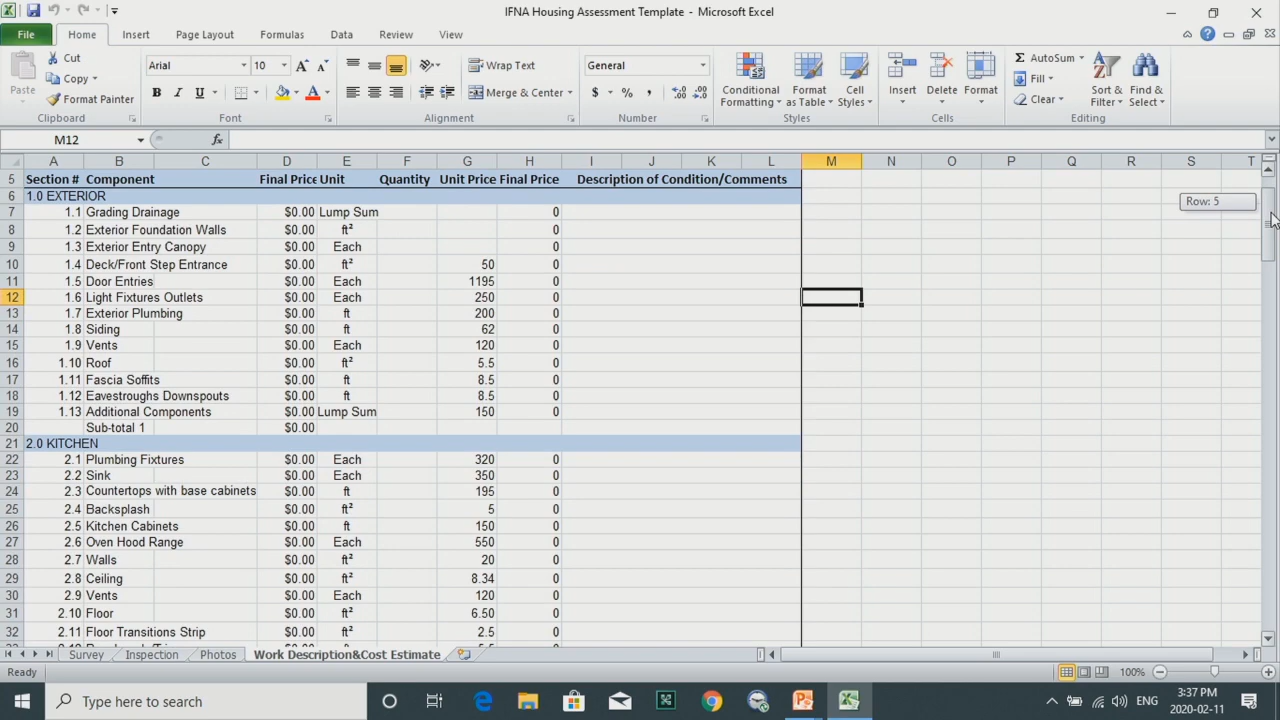 IFNA Housing Assessment Template - Microsoft Excel
File Home Insert Page Layout Formulas Data Review View
Cut
Copy
Format Painter
Paste
Clipboard
Arial 10
B I U
Font
Wrap Text
Merge & Center
Alignment
General
$ % ,
Number
Conditional Formatting
Format as Table
Cell Styles
Styles
Insert Delete Format
Cells
AutoSum
Fill
Clear
Sort & Filter
Find & Select
Editing
M12 fx
A B C D E F G H I J K L M N O P Q R S T
5 Section # Component Final Price Unit Quantity Unit Price Final Price Description of Condition/Comments
6 1.0 EXTERIOR
Row: 5
7 1.1 Grading Drainage $0.00 Lump Sum 0
8 1.2 Exterior Foundation Walls $0.00 ft² 0
9 1.3 Exterior Entry Canopy $0.00 Each 0
10 1.4 Deck/Front Step Entrance $0.00 ft² 50 0
11 1.5 Door Entries $0.00 Each 1195 0
12 1.6 Light Fixtures Outlets $0.00 Each 250 0
13 1.7 Exterior Plumbing $0.00 ft 200 0
14 1.8 Siding $0.00 ft 62 0
15 1.9 Vents $0.00 Each 120 0
16 1.10 Roof $0.00 ft² 5.5 0
17 1.11 Fascia Soffits $0.00 ft 8.5 0
18 1.12 Eavestroughs Downspouts $0.00 ft 8.5 0
19 1.13 Additional Components $0.00 Lump Sum 150 0
20 Sub-total 1 $0.00
21 2.0 KITCHEN
22 2.1 Plumbing Fixtures $0.00 Each 320 0
23 2.2 Sink $0.00 Each 350 0
24 2.3 Countertops with base cabinets $0.00 ft 195 0
25 2.4 Backsplash $0.00 ft² 5 0
26 2.5 Kitchen Cabinets $0.00 ft 150 0
27 2.6 Oven Hood Range $0.00 Each 550 0
28 2.7 Walls $0.00 ft² 20 0
29 2.8 Ceiling $0.00 ft² 8.34 0
30 2.9 Vents $0.00 Each 120 0
31 2.10 Floor $0.00 ft² 6.50 0
32 2.11 Floor Transitions Strip $0.00 ft² 2.5 0
Survey Inspection Photos Work Description&Cost Estimate
Ready 100%
Type here to search
ENG
3:37 PM
2020-02-11